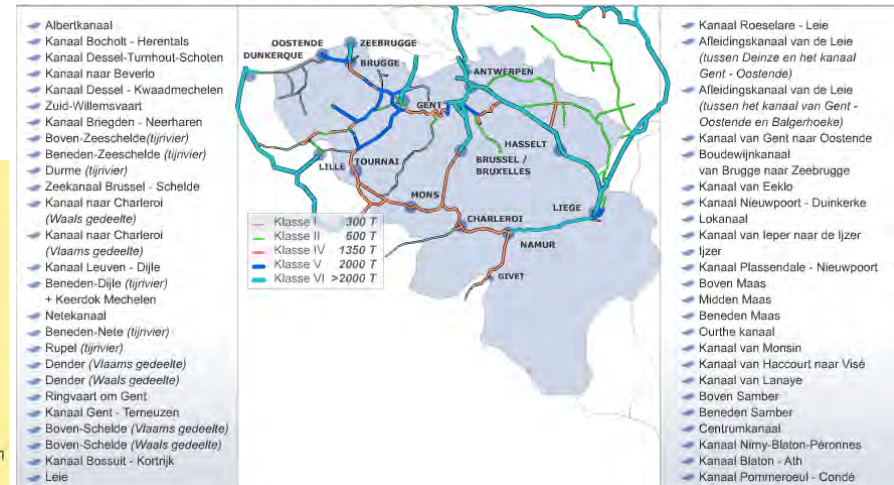 Albertkanaal
Kanaal Bocholt - Herentals
Kanaal Dessel-Turnhout-Schoten
Kanaal naar Beverlo
Kanaal Dessel - Kwaadmechelen
Zuid-Willemsvaart
Kanaal Briegden - Neerharen
Boven-Zeeschelde(tijrivier)
Beneden-Zeeschelde (tijrivier)
Durme (tijrivier)
Zeekanaal Brussel - Schelde
Kanaal naar Charleroi
(Waals gedeelte)
Kanaal naar Charleroi
(Vlaams gedeelte)
Kanaal Leuven - Dijle
Beneden-Dijle (tijrivier)
+ Keerdok Mechelen
Netekanaal
Beneden-Nete (tijrivier)
Rupel (tijrivier)
Dender (Vlaams gedeelte)
Dender (Waals gedeelte)
Ringvaart om Gent
Kanaal Gent - Terneuzen
Boven-Schelde (Vlaams gedeelte)
Boven-Schelde (Waals gedeelte)
Kanaal Bossuit - Kortrijk
Leie
n
OOSTENDE
ZEEBRUGGE
DUNKERQUE
BRUGGE
ANTWERPEN
GENT
HASSELT
LILLE
TOURNAI
BRUSSEL /
BRUXELLES
MONS
LIEGE
CHARLEROI
NAMUR
GIVET
Klasse I 300 T
Klasse II 600 T
Klasse IV 1350 T
Klasse V 2000 T
Klasse VI >2000 T
Kanaal Roeselare - Leie
Afleidingskanaal van de Leie
(tussen Deinze en het kanaal
Gent - Oostende)
Afleidingskanaal van de Leie
(tussen het kanaal van Gent -
Oostende en Balgerhoeke)
Kanaal van Gent naar Oostende
Boudewijnkanaal
van Brugge naar Zeebrugge
Kanaal van Eeklo
Kanaal Nieuwpoort - Duinkerke
Lokanaal
Kanaal van Ieper naar de Ijzer
Ijzer
Kanaal Plassendale - Nieuwpoort
Boven Maas
Midden Maas
Beneden Maas
Ourthe kanaal
Kanaal van Monsin
Kanaal van Haccourt naar Visé
Kanaal van Lanaye
Boven Samber
Beneden Samber
Centrumkanaal
Kanaal Nimy-Blaton-Péronnes
Kanaal Blaton - Ath
Kanaal Pommeroeul - Condé